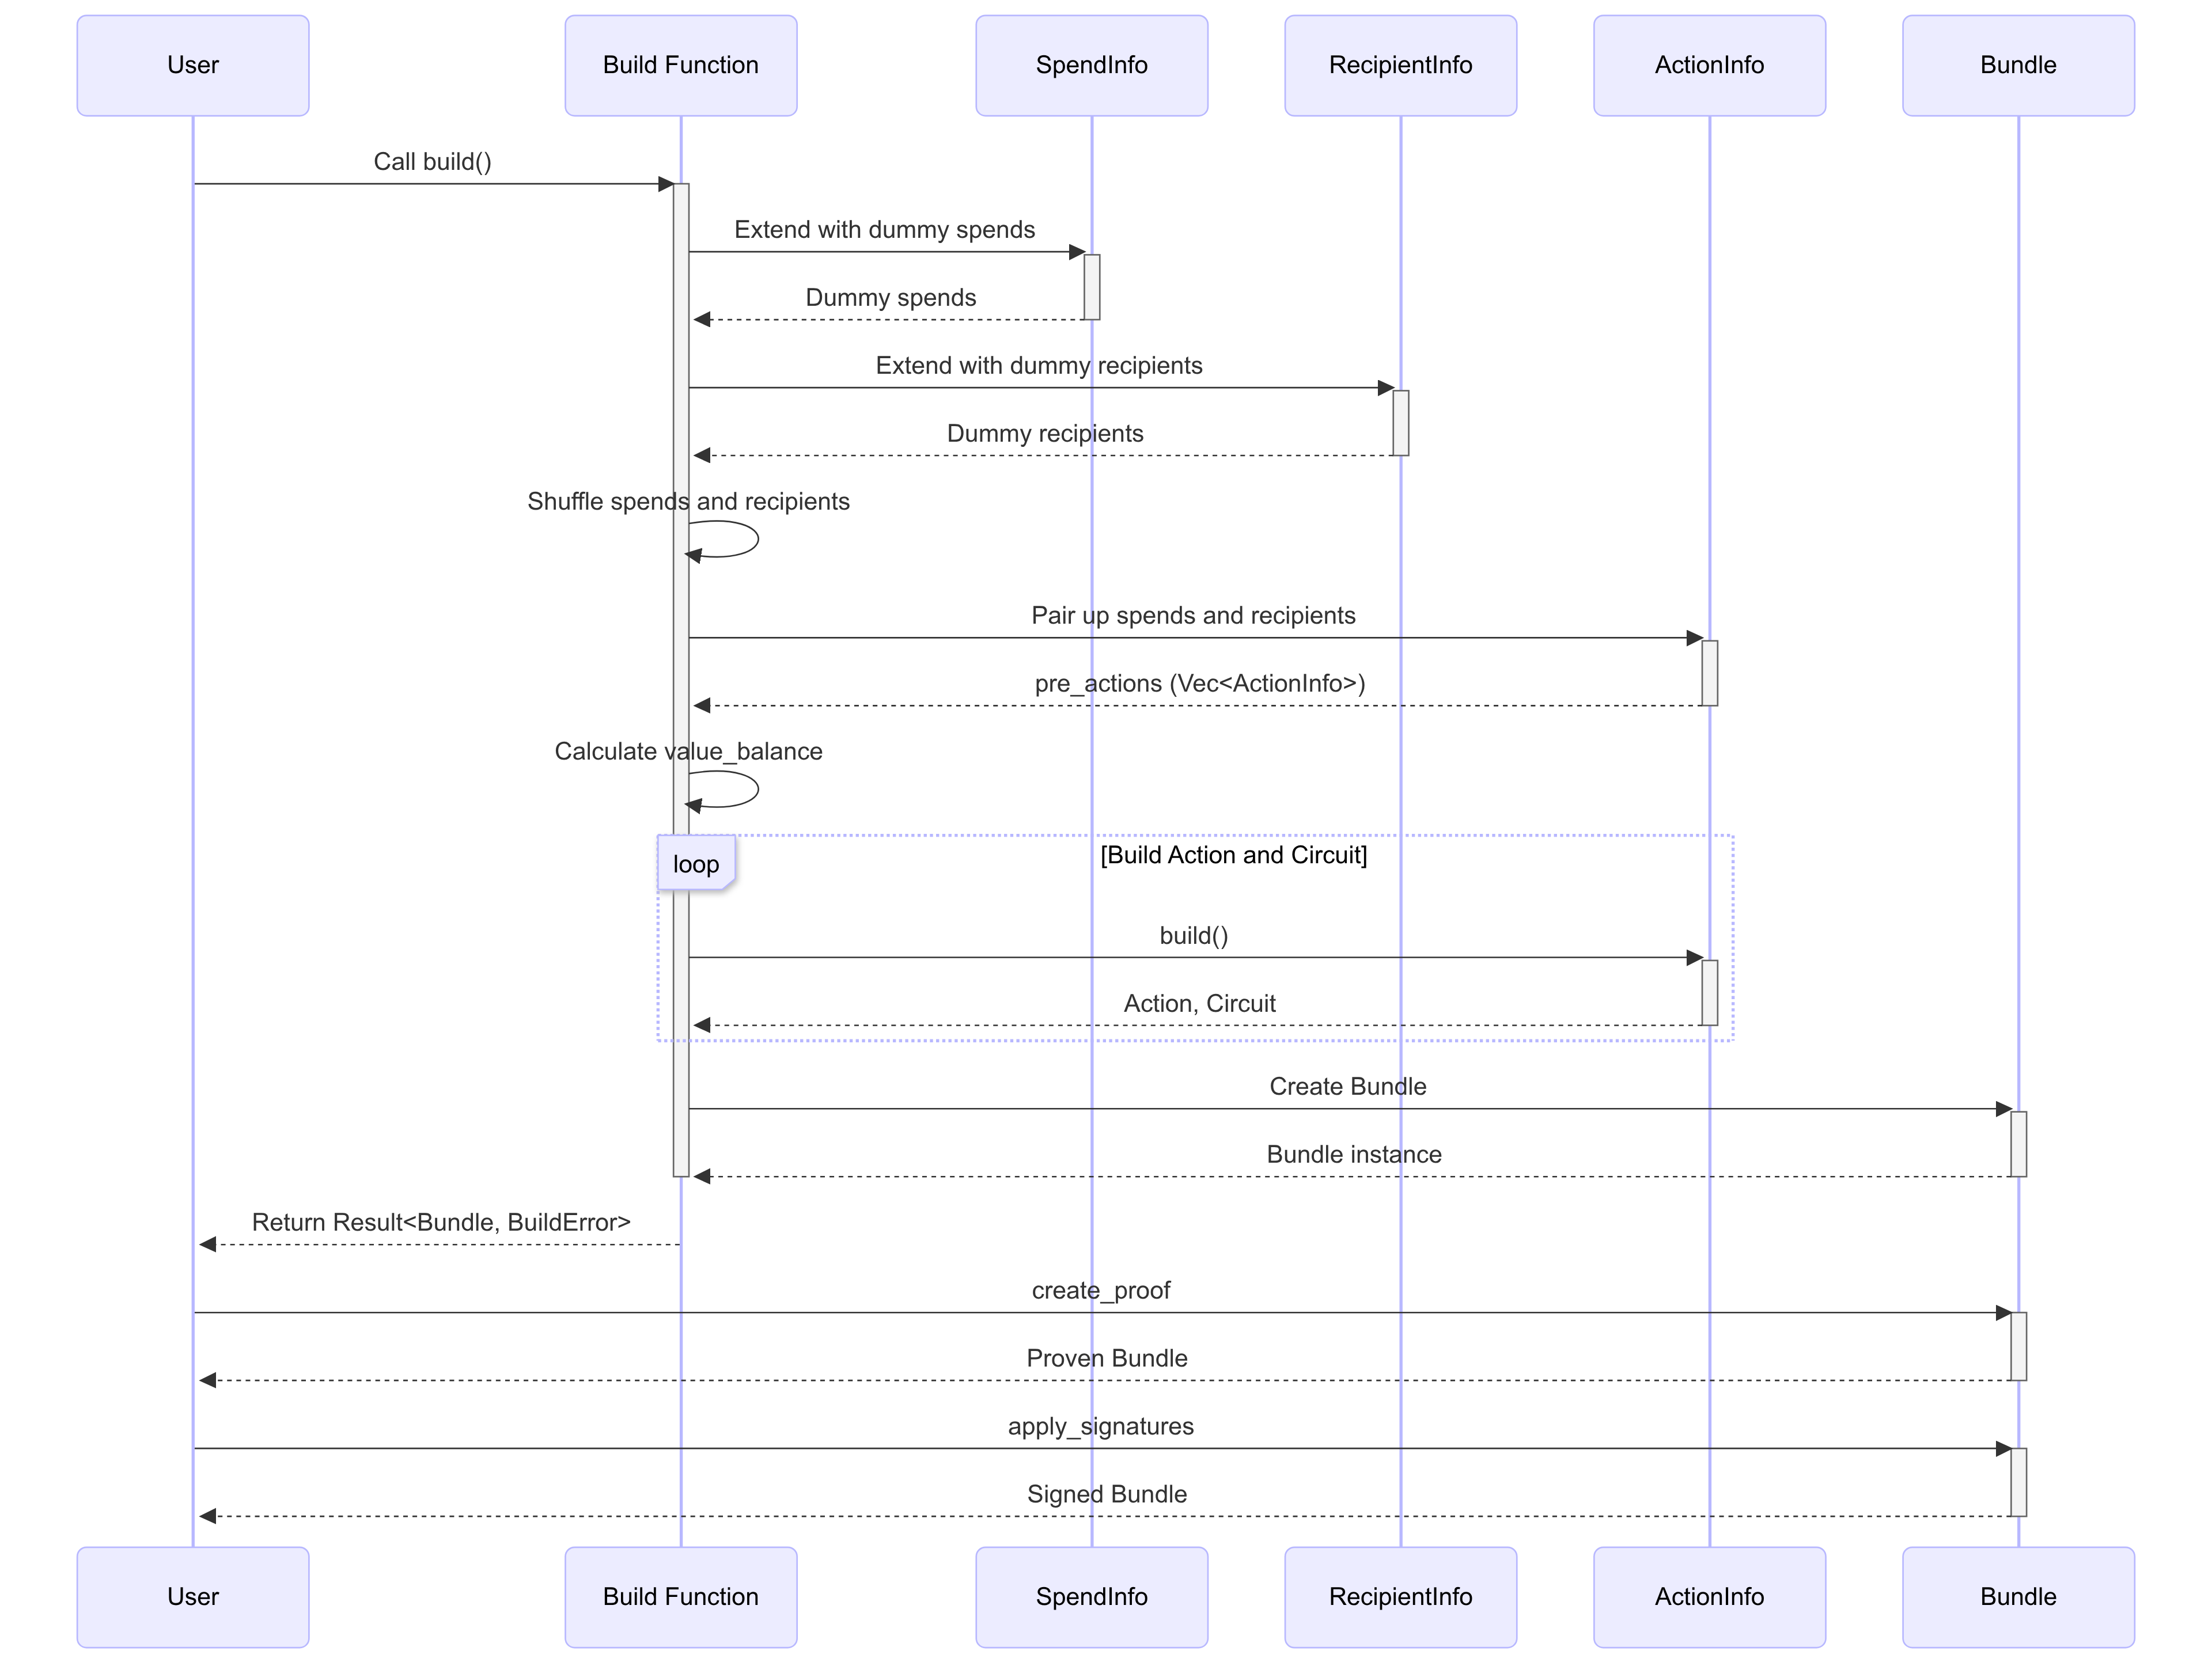 User
Build Function
SpendInfo
RecipientInfo
ActionInfo
Bundle
Call build()
Extend with dummy spends
Dummy spends
Extend with dummy recipients
Dummy recipients
Shuffle spends and recipients
Pair up spends and recipients
pre_actions (Vec<ActionInfo>)
Calculate value_balance
loop
[Build Action and Circuit]
build()
Action, Circuit
Create Bundle
Bundle instance
Return Result<Bundle, BuildError>
create_proof
Proven Bundle
apply_signatures
Signed Bundle
User
Build Function
SpendInfo
RecipientInfo
ActionInfo
Bundle